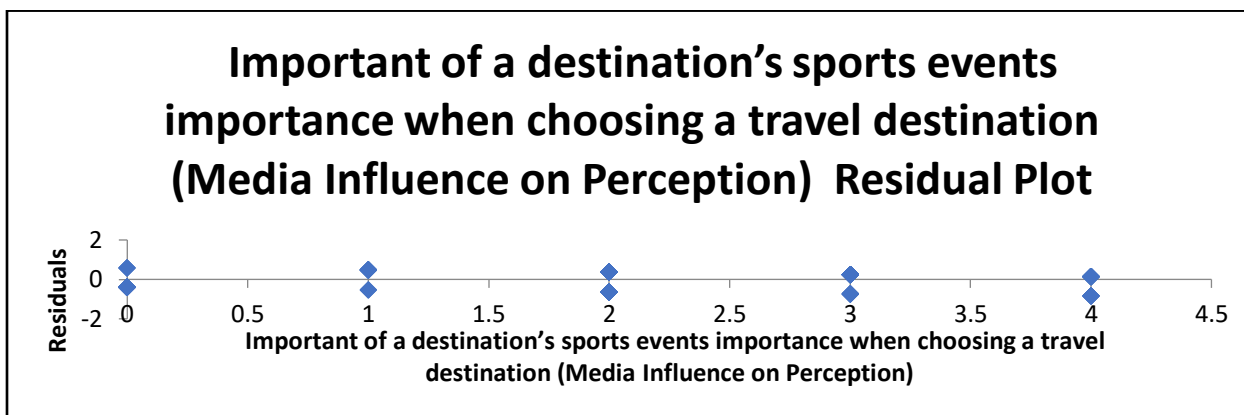 Important of a destination’s sports events
importance when choosing a travel destination
(Media Influence on Perception) Residual Plot
Residuals
2
0
-2
0 0.5 1 1.5 2 2.5 3 3.5 4 4.5
Important of a destination’s sports events importance when choosing a travel
destination (Media Influence on Perception)